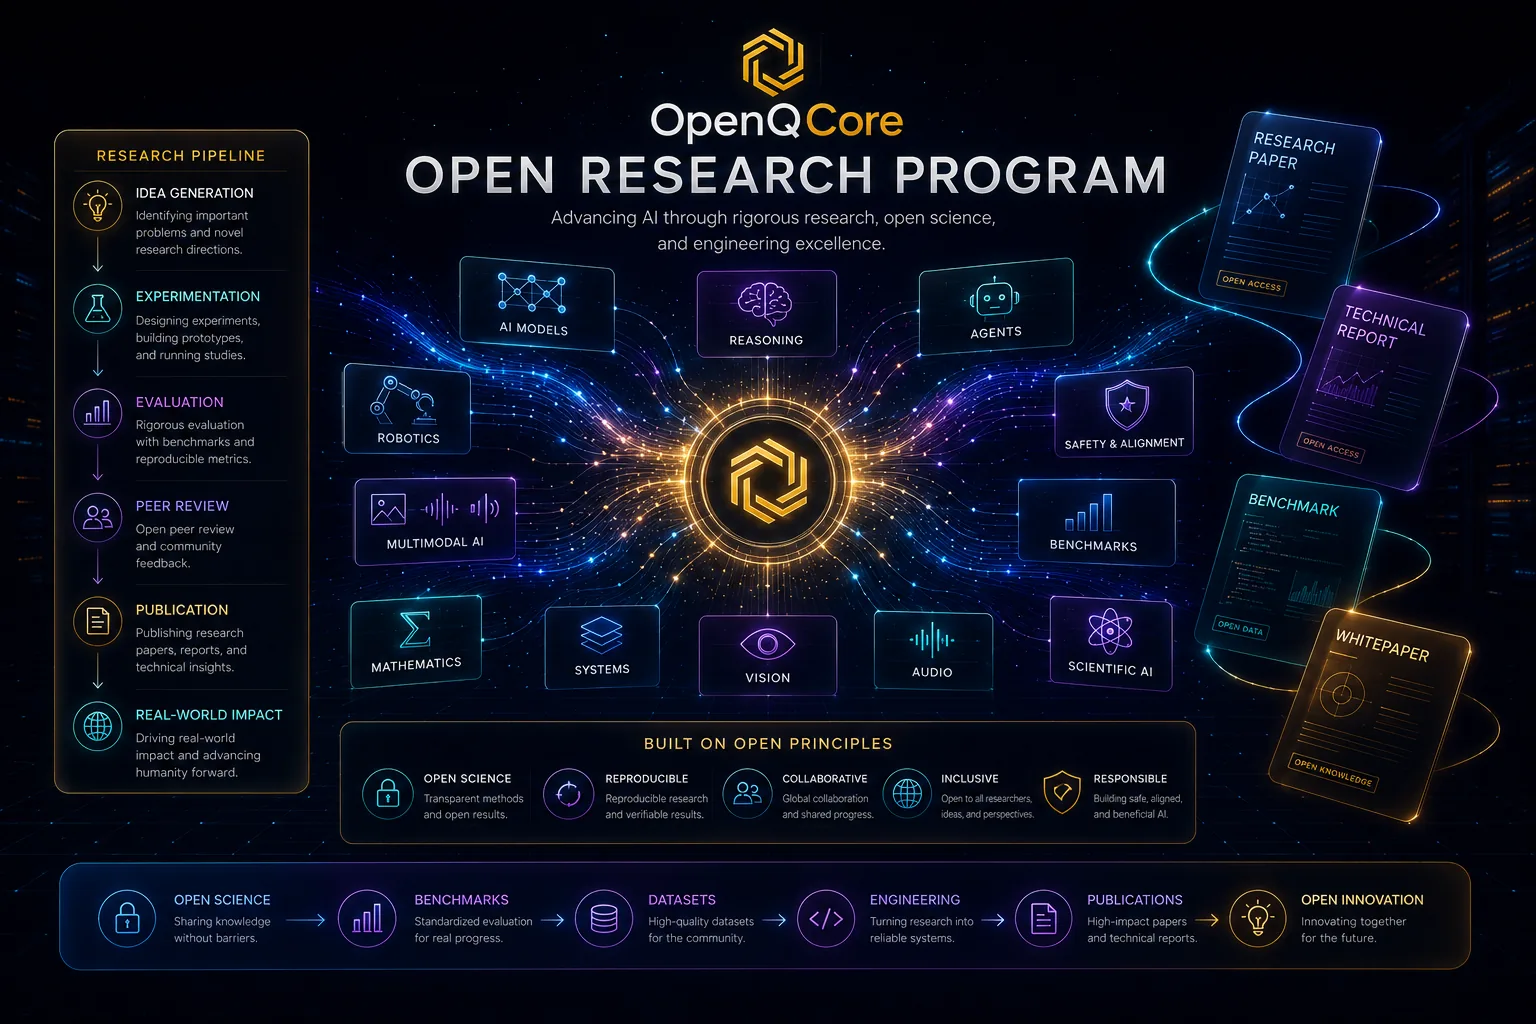 OpenQCore
OPEN RESEARCH PROGRAM
Advancing AI through rigorous research, open science,
and engineering excellence.
RESEARCH PIPELINE
IDEA GENERATION
Identifying important
problems and novel
research directions.
EXPERIMENTATION
Designing experiments,
building prototypes,
and running studies.
EVALUATION
Rigorous evaluation
with benchmarks and
reproducible metrics.
PEER REVIEW
Open peer review
and community
feedback.
PUBLICATION
Publishing research
papers, reports, and
technical insights.
REAL-WORLD IMPACT
Driving real-world
impact and advancing
humanity forward.
AI MODELS
REASONING
AGENTS
ROBOTICS
SAFETY & ALIGNMENT
MULTIMODAL AI
BENCHMARKS
MATHEMATICS
SYSTEMS
VISION
AUDIO
SCIENTIFIC AI
RESEARCH
PAPER
OPEN ACCESS
TECHNICAL
REPORT
OPEN ACCESS
BENCHMARK
OPEN DATA
WHITEPAPER
OPEN KNOWLEDGE
BUILT ON OPEN PRINCIPLES
OPEN SCIENCE
Transparent methods
and open results.
REPRODUCIBLE
Reproducible research
and verifiable results.
COLLABORATIVE
Global collaboration
and shared progress.
INCLUSIVE
Open to all researchers,
ideas, and perspectives.
RESPONSIBLE
Building safe, aligned,
and beneficial AI.
OPEN SCIENCE
Sharing knowledge
without barriers.
BENCHMARKS
Standardized evaluation
for real progress.
DATASETS
High-quality datasets
for the community.
ENGINEERING
Turning research into
reliable systems.
PUBLICATIONS
High-impact papers
and technical reports.
OPEN INNOVATION
Innovating together
for the future.